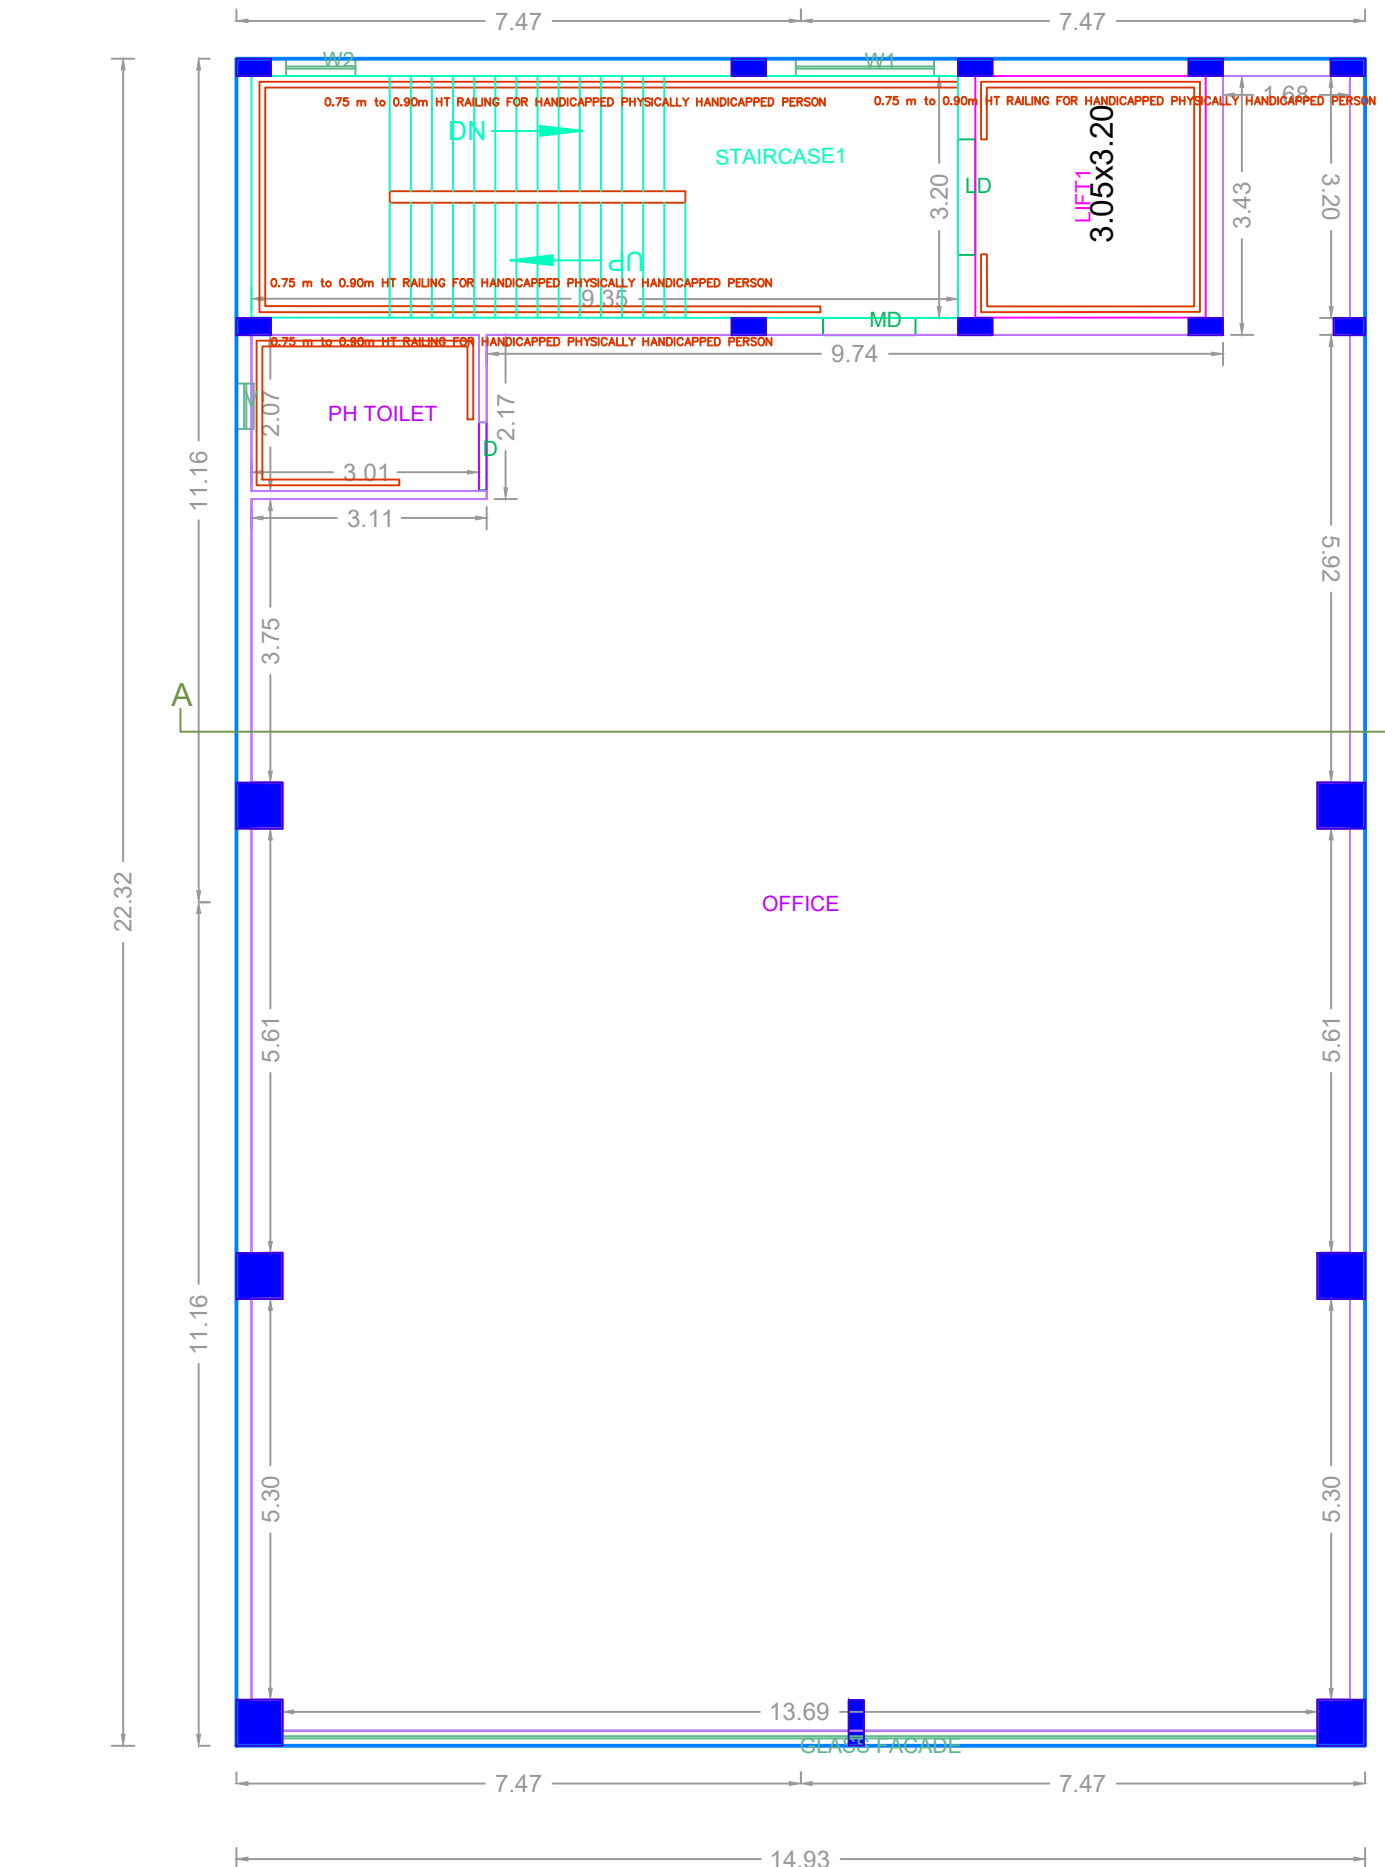 7.47
7.47
W2
W1
0.75 m to 0.90m HT RAILING FOR HANDICAPPED PHYSICALLY HANDICAPPED PERSON
0.75 m to 0.90m HT RAILING FOR HANDICAPPED PHYSICALLY HANDICAPPED PERSON
1.68
DN
STAIRCASE1
3.20
LD
LIFT1
3.05x3.20
3.43
3.20
UP
0.75 m to 0.90m HT RAILING FOR HANDICAPPED PHYSICALLY HANDICAPPED PERSON
9.35
MD
0.75 m to 0.90m HT RAILING FOR HANDICAPPED PHYSICALLY HANDICAPPED PERSON
9.74
V
2.07
PH TOILET
2.17
D
3.01
11.16
3.11
5.92
3.75
A
22.32
OFFICE
5.61
5.61
11.16
5.30
5.30
13.69
GLASS FACADE
7.47
7.47
14.93